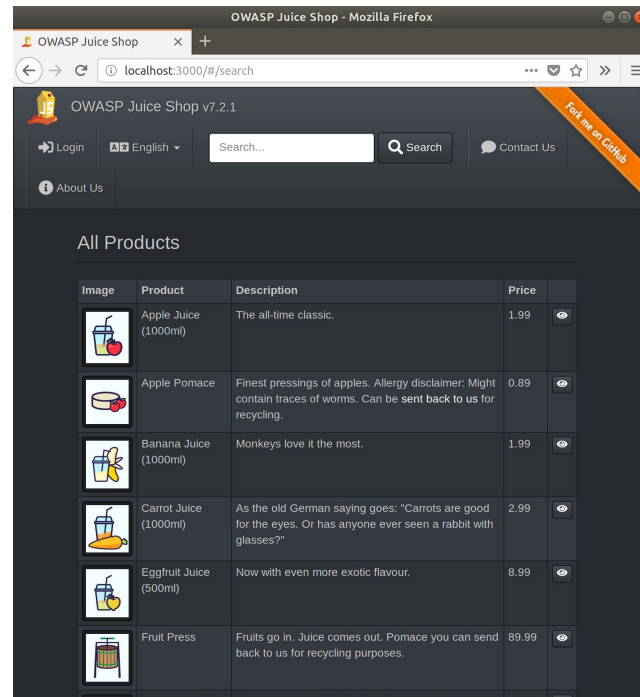 OWASP Juice Shop - Mozilla Firefox
OWASP Juice Shop
localhost:3000/#/search
OWASP Juice Shop v7.2.1
Fork me on GitHub
Login
English
Search...
Search
Contact Us
About Us
All Products
Image Product Description Price
Apple Juice (1000ml) The all-time classic. 1.99
Apple Pomace Finest pressings of apples. Allergy disclaimer: Might 0.89
contain traces of worms. Can be sent back to us for
recycling.
Banana Juice (1000ml) Monkeys love it the most. 1.99
Carrot Juice (1000ml) As the old German saying goes: "Carrots are good 2.99
for the eyes. Or has anyone ever seen a rabbit with
glasses?"
Eggfruit Juice (500ml) Now with even more exotic flavour. 8.99
Fruit Press Fruits go in. Juice comes out. Pomace you can send 89.99
back to us for recycling purposes.